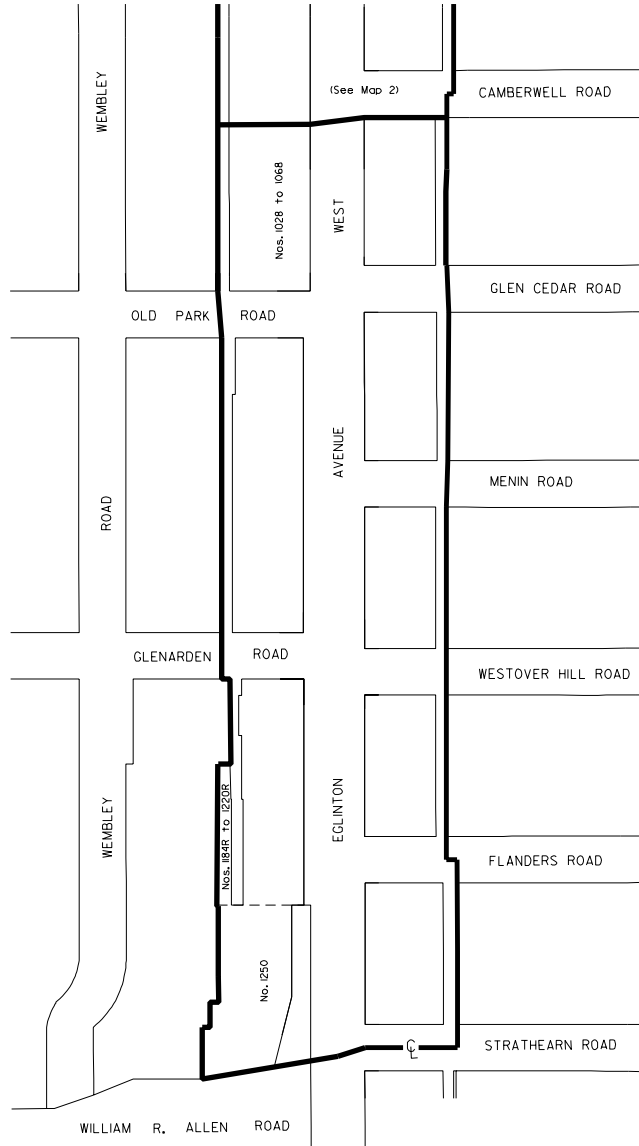 (See Map 2)
CAMBERWELL ROAD
WEMBLEY
Nos. 1028 to 1068
WEST
GLEN CEDAR ROAD
OLD PARK ROAD
AVENUE
MENIN ROAD
ROAD
GLENARDEN ROAD
WESTOVER HILL ROAD
WEMBLEY
Nos. 1184R to 1220R
EGLINTON
FLANDERS ROAD
No. 1250
℄
STRATHEARN ROAD
WILLIAM R. ALLEN ROAD